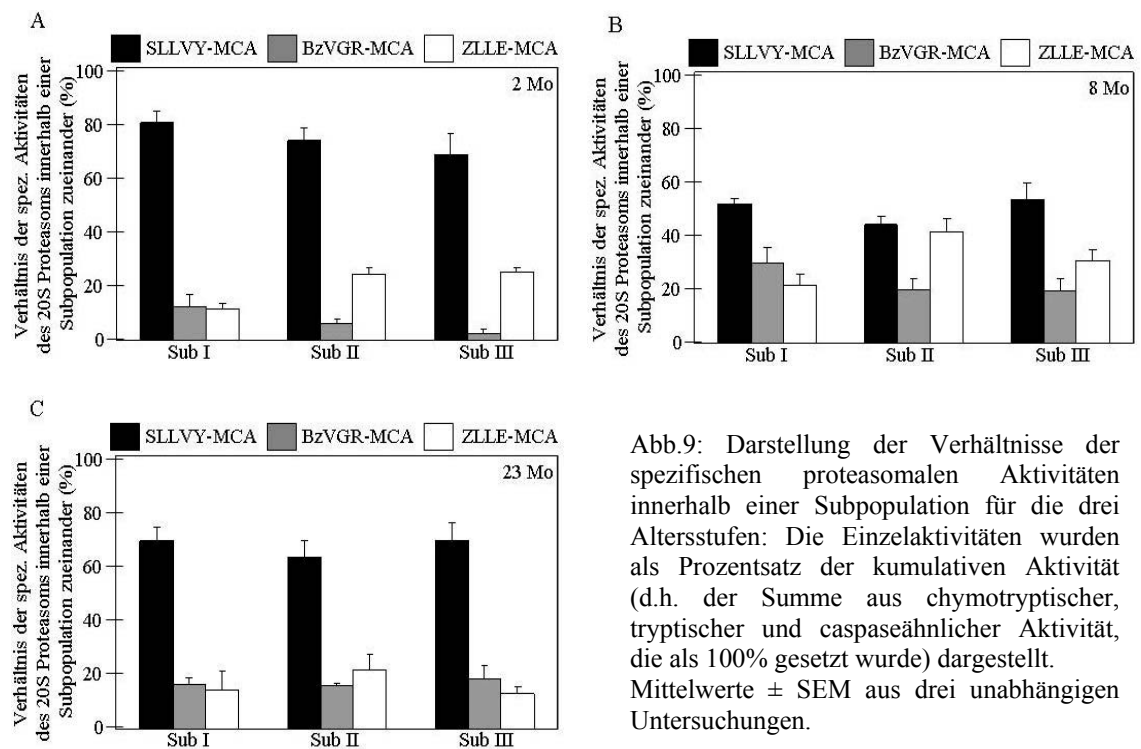 A
SLLVY-MCA BzVGR-MCA ZLLE-MCA
Verhältnis der spez. Aktivitäten
des 20S Proteasoms innerhalb einer
Subpopulation zueinander (%)
100
80
60
40
20
0
2 Mo
Sub I Sub II Sub III
B
SLLVY-MCA BzVGR-MCA ZLLE-MCA
Verhältnis der spez. Aktivitäten
des 20S Proteasoms innerhalb einer
Subpopulation zueinander (%)
100
80
60
40
20
0
8 Mo
Sub I Sub II Sub III
C
SLLVY-MCA BzVGR-MCA ZLLE-MCA
Verhältnis der spez. Aktivitäten
des 20S Proteasoms innerhalb einer
Subpopulation zueinander (%)
100
80
60
40
20
0
23 Mo
Sub I Sub II Sub III
Abb.9: Darstellung der Verhältnisse der
spezifischen proteasomalen Aktivitäten
innerhalb einer Subpopulation für die drei
Altersstufen: Die Einzelaktivitäten wurden
als Prozentsatz der kumulativen Aktivität
(d.h. der Summe aus chymotryptischer,
tryptischer und caspaseähnlicher Aktivität,
die als 100% gesetzt wurde) dargestellt.
Mittelwerte ± SEM aus drei unabhängigen
Untersuchungen.